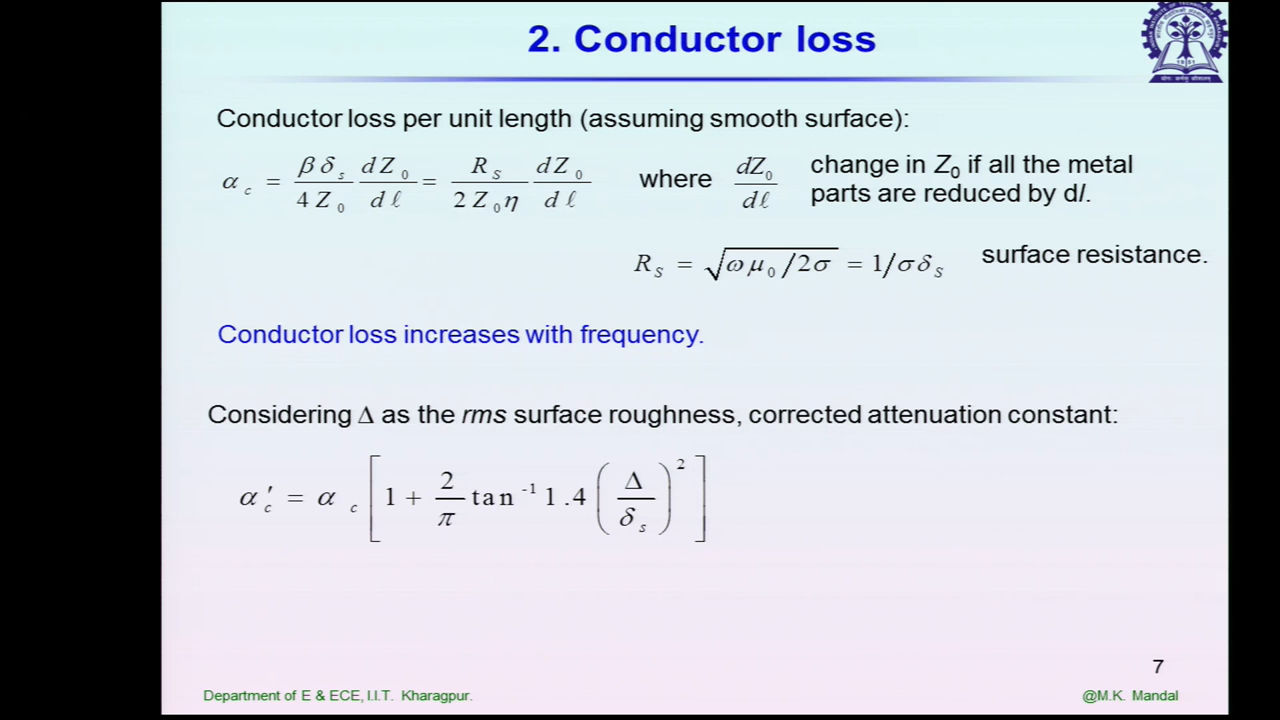 2. Conductor loss
Conductor loss per unit length (assuming smooth surface):
α_c = βδ_s / 4Z_0 dZ_0 / dℓ = R_S / 2Z_0η dZ_0 / dℓ where dZ_0 / dℓ change in Z_0 if all the metal
parts are reduced by dl.
R_S = √(ωμ_0/2σ) = 1/σδ_S surface resistance.
Conductor loss increases with frequency.
Considering Δ as the rms surface roughness, corrected attenuation constant:
α'_c = α_c [1 + 2/π tan^-1 1.4 (Δ/δ_s)^2]
7
Department of E & ECE, I.I.T. Kharagpur.
@M.K. Mandal